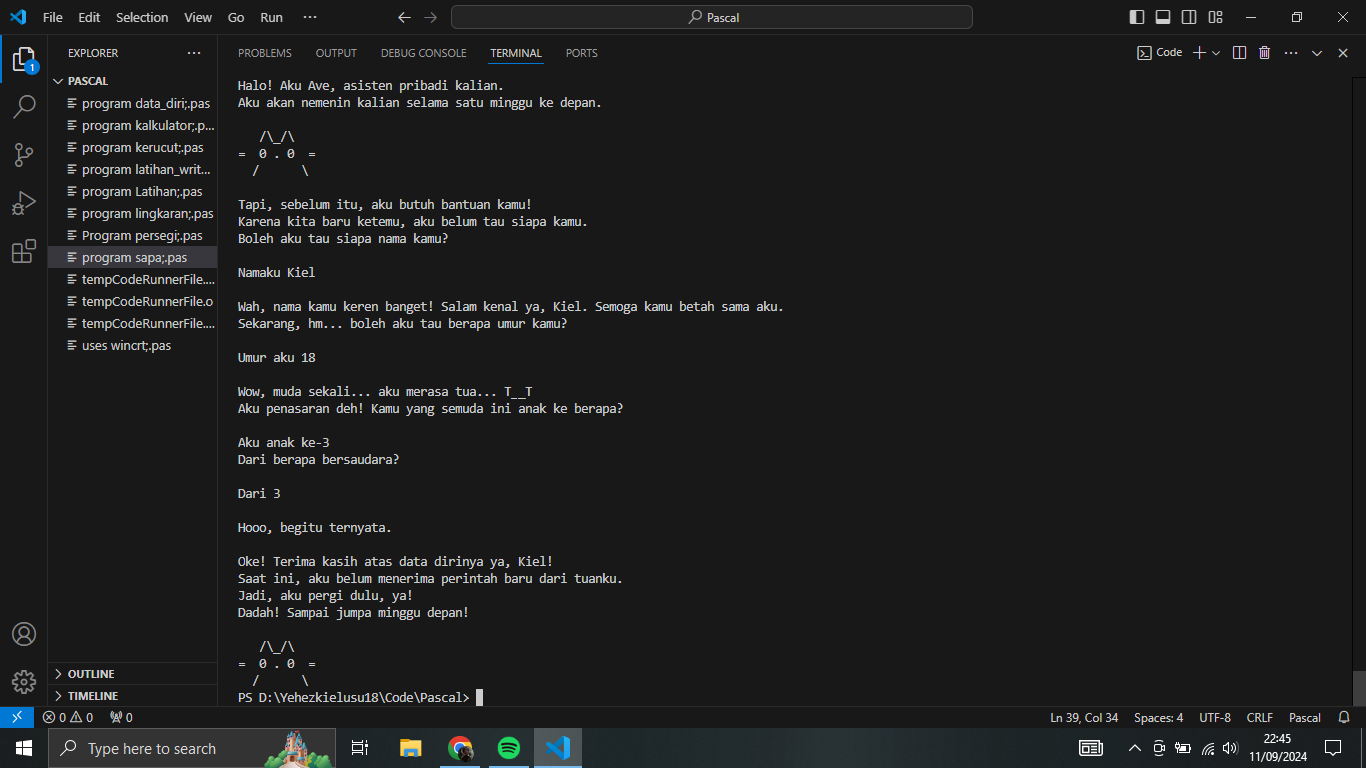 File Edit Selection View Go Run ···
Pascal
EXPLORER ···
PROBLEMS OUTPUT DEBUG CONSOLE TERMINAL PORTS
Code
1
PASCAL
program data_diri;.pas
program kalkulator;.p...
program kerucut;.pas
program latihan_writ...
program Latihan;.pas
program lingkaran;.pas
Program persegi;.pas
program sapa;.pas
tempCodeRunnerFile....
tempCodeRunnerFile.o
tempCodeRunnerFile....
uses wincrt;.pas
OUTLINE
TIMELINE
Halo! Aku Ave, asisten pribadi kalian.
Aku akan nemenin kalian selama satu minggu ke depan.
/\_/\
= 0 . 0 =
/ \
Tapi, sebelum itu, aku butuh bantuan kamu!
Karena kita baru ketemu, aku belum tau siapa kamu.
Boleh aku tau siapa nama kamu?
Namaku Kiel
Wah, nama kamu keren banget! Salam kenal ya, Kiel. Semoga kamu betah sama aku.
Sekarang, hm... boleh aku tau berapa umur kamu?
Umur aku 18
Wow, muda sekali... aku merasa tua... T__T
Aku penasaran deh! Kamu yang semuda ini anak ke berapa?
Aku anak ke-3
Dari berapa bersaudara?
Dari 3
Hooo, begitu ternyata.
Oke! Terima kasih atas data dirinya ya, Kiel!
Saat ini, aku belum menerima perintah baru dari tuanku.
Jadi, aku pergi dulu, ya!
Dadah! Sampai jumpa minggu depan!
/\_/\
= 0 . 0 =
/ \
PS D:\Yehezkielusu18\Code\Pascal>
0 0 0
Ln 39, Col 34 Spaces: 4 UTF-8 CRLF Pascal
Type here to search
22:45
11/09/2024